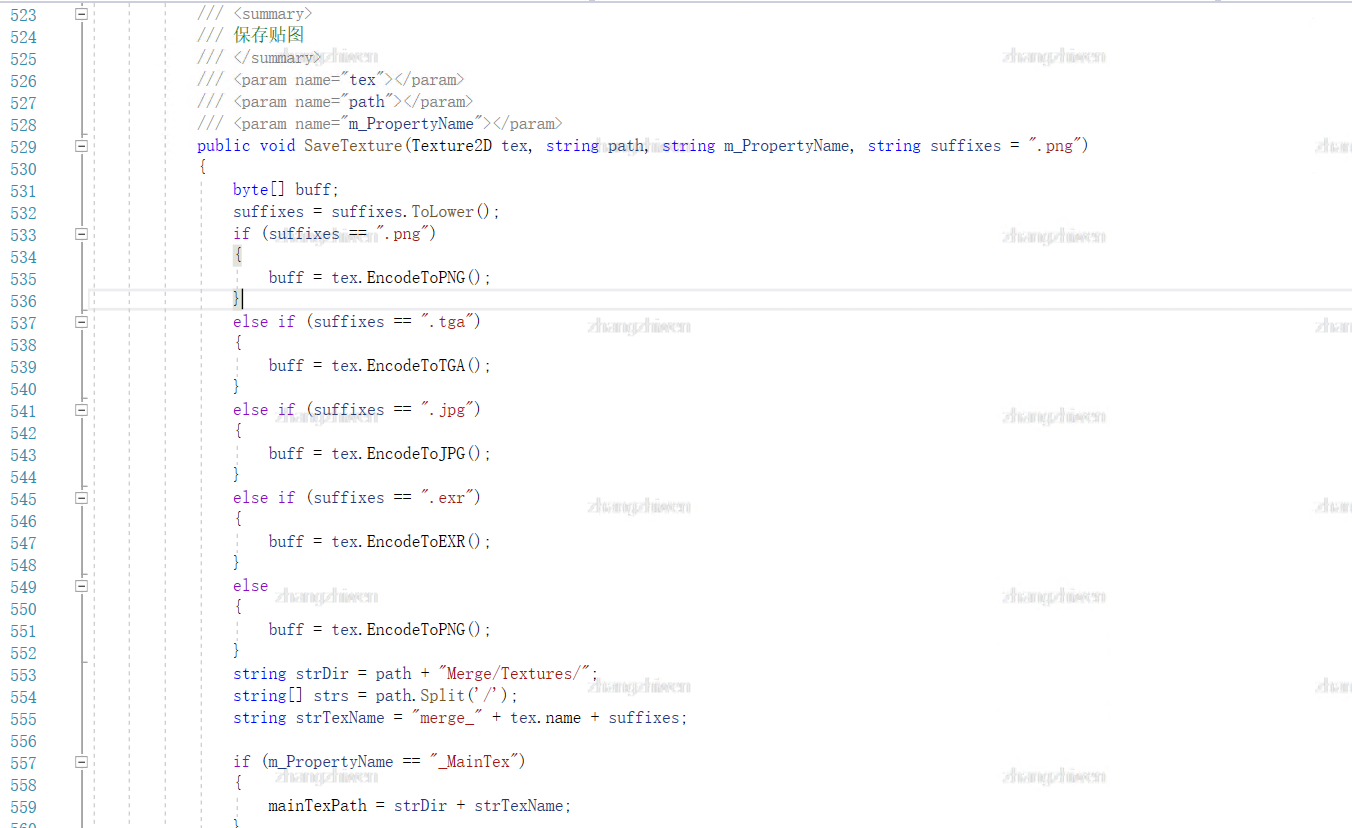 523 /// <summary>
524 /// 保存贴图
525 /// </summary>
526 /// <param name="tex"></param>
527 /// <param name="path"></param>
528 /// <param name="m_PropertyName"></param>
529 public void SaveTexture(Texture2D tex, string path, string m_PropertyName, string suffixes = ".png")
530 {
531 byte[] buff;
532 suffixes = suffixes.ToLower();
533 if (suffixes == ".png")
534 {
535 buff = tex.EncodeToPNG();
536 }
537 else if (suffixes == ".tga")
538 {
539 buff = tex.EncodeToTGA();
540 }
541 else if (suffixes == ".jpg")
542 {
543 buff = tex.EncodeToJPG();
544 }
545 else if (suffixes == ".exr")
546 {
547 buff = tex.EncodeToEXR();
548 }
549 else
550 {
551 buff = tex.EncodeToPNG();
552 }
553 string strDir = path + "Merge/Textures/";
554 string[] strs = path.Split('/');
555 string strTexName = "merge_" + tex.name + suffixes;
556
557 if (m_PropertyName == "_MainTex")
558 {
559 mainTexPath = strDir + strTexName;
560 }